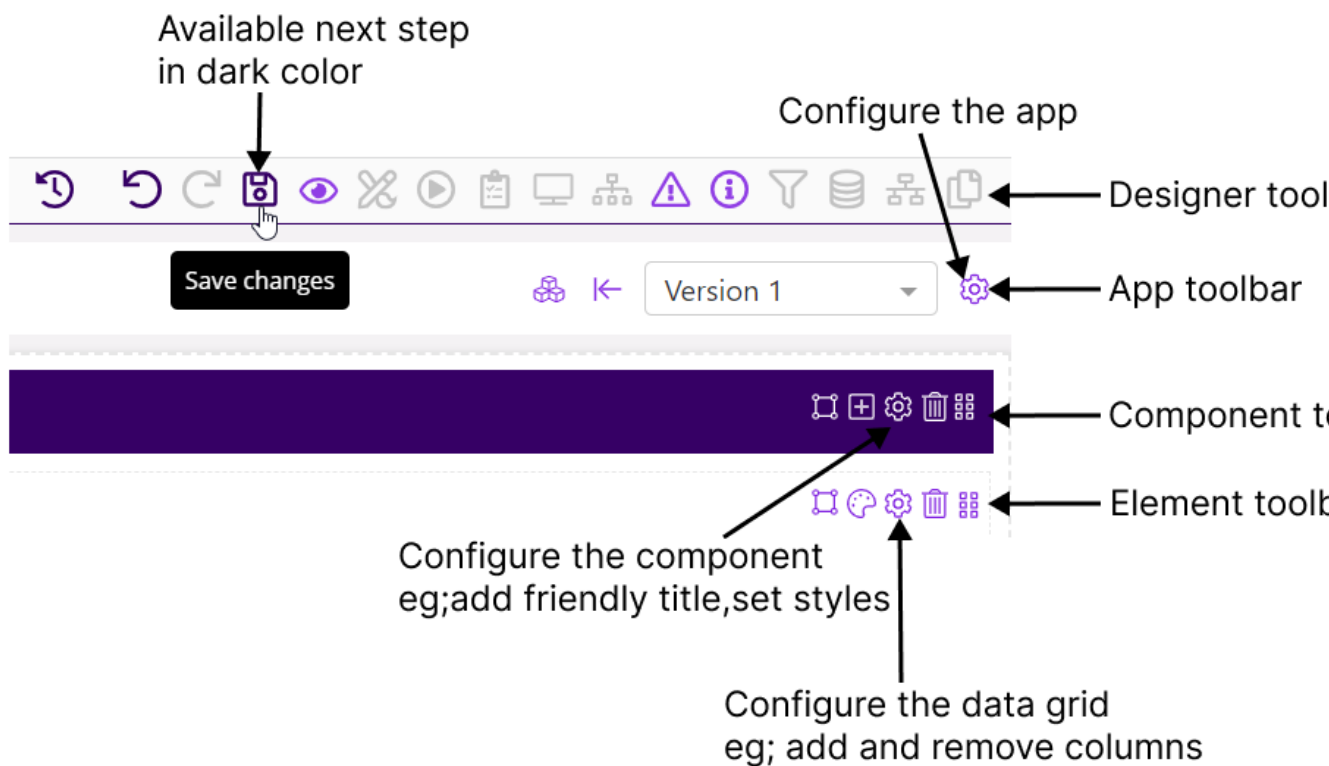 Available next step
in dark color
Configure the app
Designer tool
Save changes
Version 1
App toolbar
Component
Element
Configure the component
eg;add friendly title,set styles
Configure the data grid
eg; add and remove columns